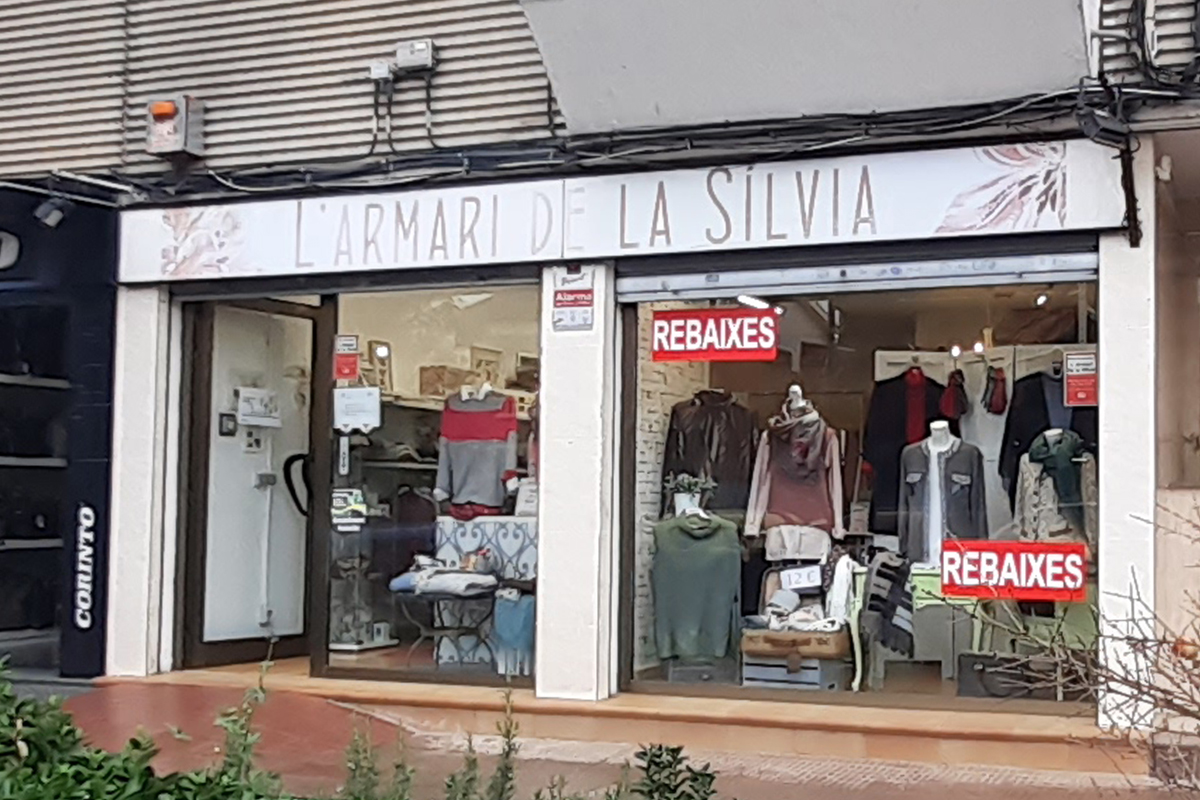 L'ARMARI DE LA SÍLVIA
Alarma
REBAIXES
12 €
REBAIXES
CORINTO